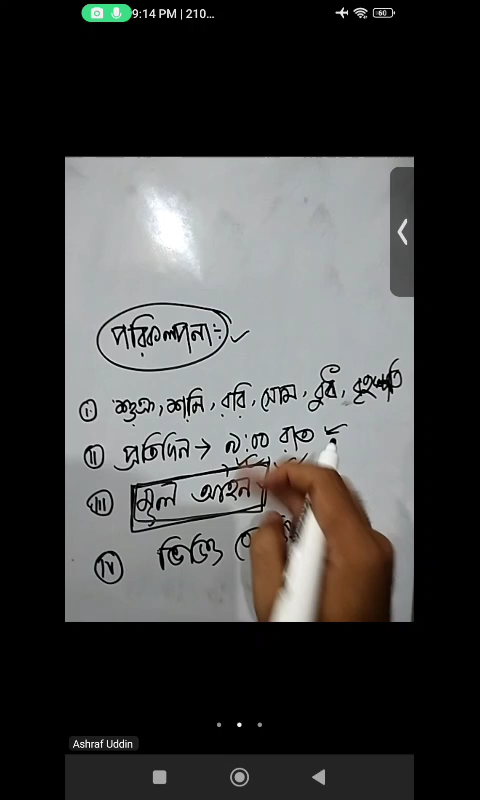 9:14 PM | 210...
60
পরিকল্পনা:-
i শুক্র, শনি, রবি, সোম, বুধ, বৃহস্পতি
ii প্রতিদিন → ৯:০০ রাত
iii মূল আইন
iv ভিত্তি
Ashraf Uddin